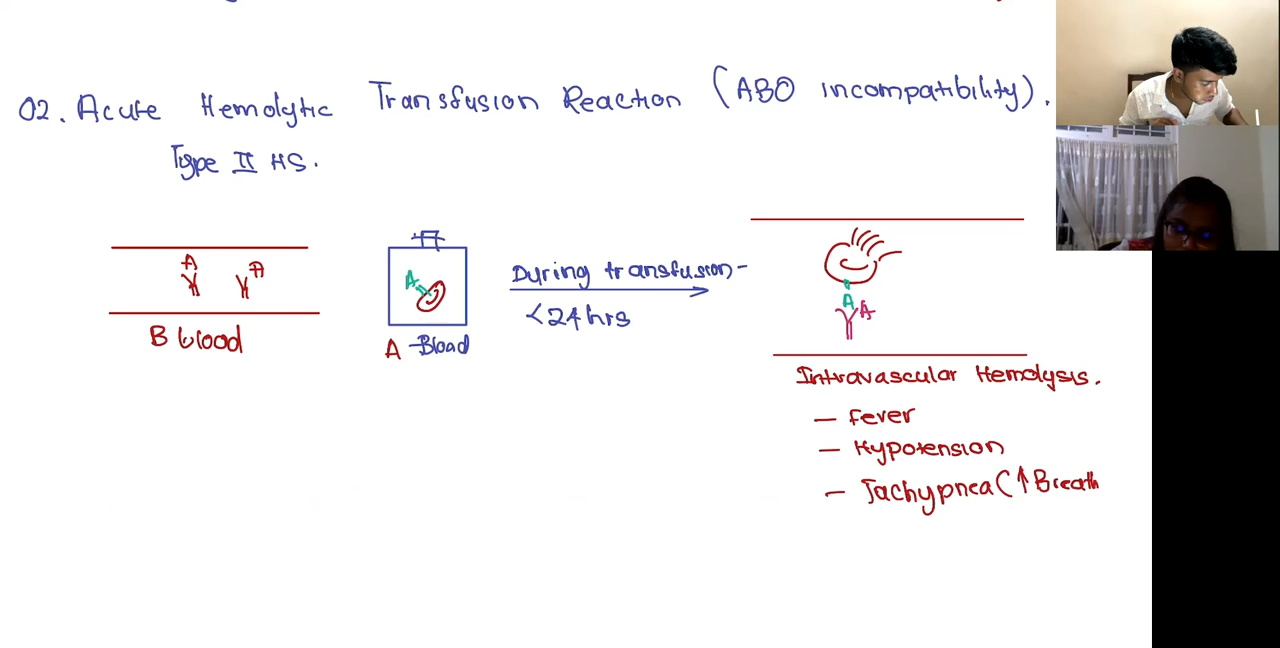 02. Acute Hemolytic Transfusion Reaction (ABO incompatibility).
Type II HS.
A A
B blood
A
A - Blood
During transfusion -
<24 hrs
A A
Intravascular Hemolysis.
- Fever
- Hypotension
- Tachypnea (↑ Breath